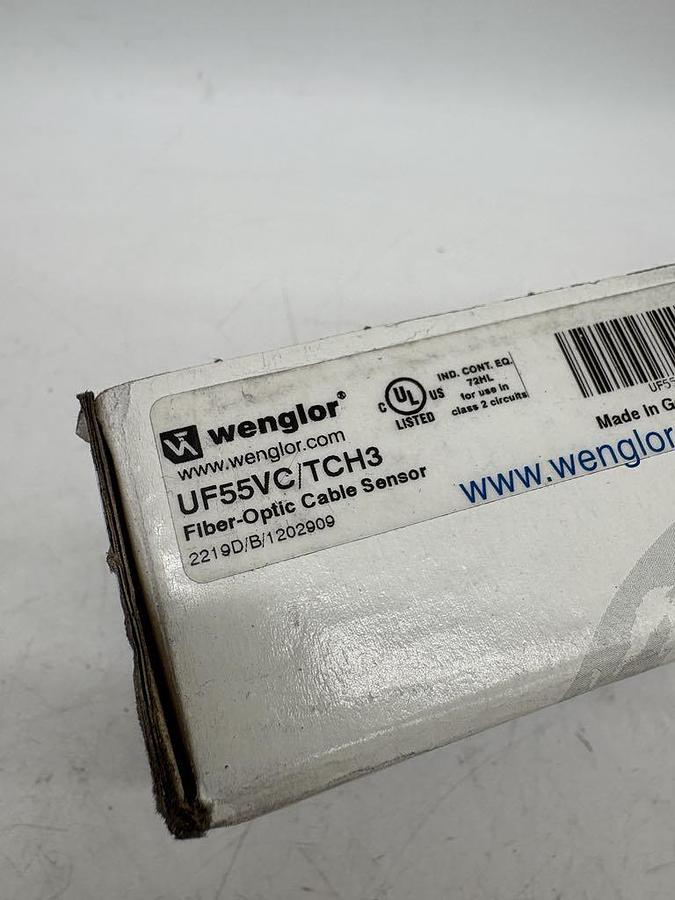 wenglor®
www.wenglor.com
UF55VC/TCH3
Fiber-Optic Cable Sensor
2219D/B/1202909
C UL US
LISTED
IND. CONT. EQ.
72HL
for use in
class 2 circuits
UF55
Made in G
www.wenglor